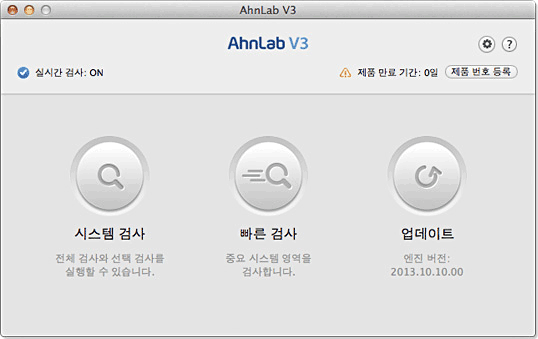 AhnLab V3
AhnLab V3
?
실시간 검사: ON
제품 만료 기간: 0일
제품 번호 등록
시스템 검사
빠른 검사
업데이트
전체 검사와 선택 검사를
실행할 수 있습니다.
중요 시스템 영역을
검사합니다.
엔진 버전:
2013.10.10.00